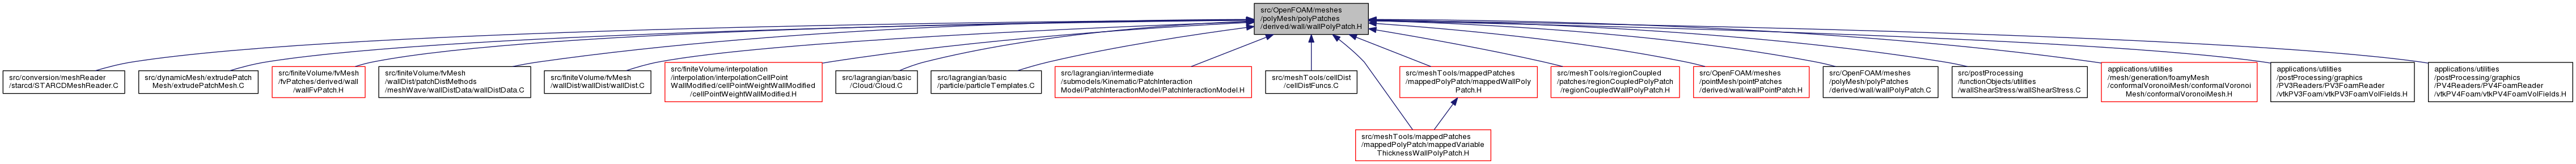 src/OpenFOAM/meshes
/polyMesh/polyPatches
/derived/wall/wallPolyPatch.H
src/conversion/meshReader
/starcd/STARCDMeshReader.C
src/dynamicMesh/extrudePatch
Mesh/extrudePatchMesh.C
src/finiteVolume/fvMesh
/fvPatches/derived/wall
/wallFvPatch.H
src/finiteVolume/fvMesh
/wallDist/patchDistMethods
/meshWave/wallDistData/wallDistData.C
src/finiteVolume/fvMesh
/wallDist/wallDist/wallDist.C
src/finiteVolume/interpolation
/interpolation/interpolationCellPoint
WallModified/cellPointWeightWallModified
/cellPointWeightWallModified.H
src/lagrangian/basic
/Cloud/Cloud.C
src/lagrangian/basic
/particle/particleTemplates.C
src/lagrangian/intermediate
/submodels/Kinematic/PatchInteraction
Model/PatchInteractionModel/PatchInteractionModel.H
src/meshTools/cellDist
/cellDistFuncs.C
src/meshTools/mappedPatches
/mappedPolyPatch/mappedWallPoly
Patch.H
src/meshTools/regionCoupled
/patches/regionCoupledPolyPatch
/regionCoupledWallPolyPatch.H
src/OpenFOAM/meshes
/pointMesh/pointPatches
/derived/wall/wallPointPatch.H
src/OpenFOAM/meshes
/polyMesh/polyPatches
/derived/wall/wallPolyPatch.C
src/postProcessing
/functionObjects/utilities
/wallShearStress/wallShearStress.C
applications/utilities
/mesh/generation/foamyMesh
/conformalVoronoiMesh/conformalVoronoi
Mesh/conformalVoronoiMesh.H
applications/utilities
/postProcessing/graphics
/PV3Readers/PV3FoamReader
/vtkPV3Foam/vtkPV3FoamVolFields.H
applications/utilities
/postProcessing/graphics
/PV4Readers/PV4FoamReader
/vtkPV4Foam/vtkPV4FoamVolFields.H
src/meshTools/mappedPatches
/mappedPolyPatch/mappedVariable
ThicknessWallPolyPatch.H